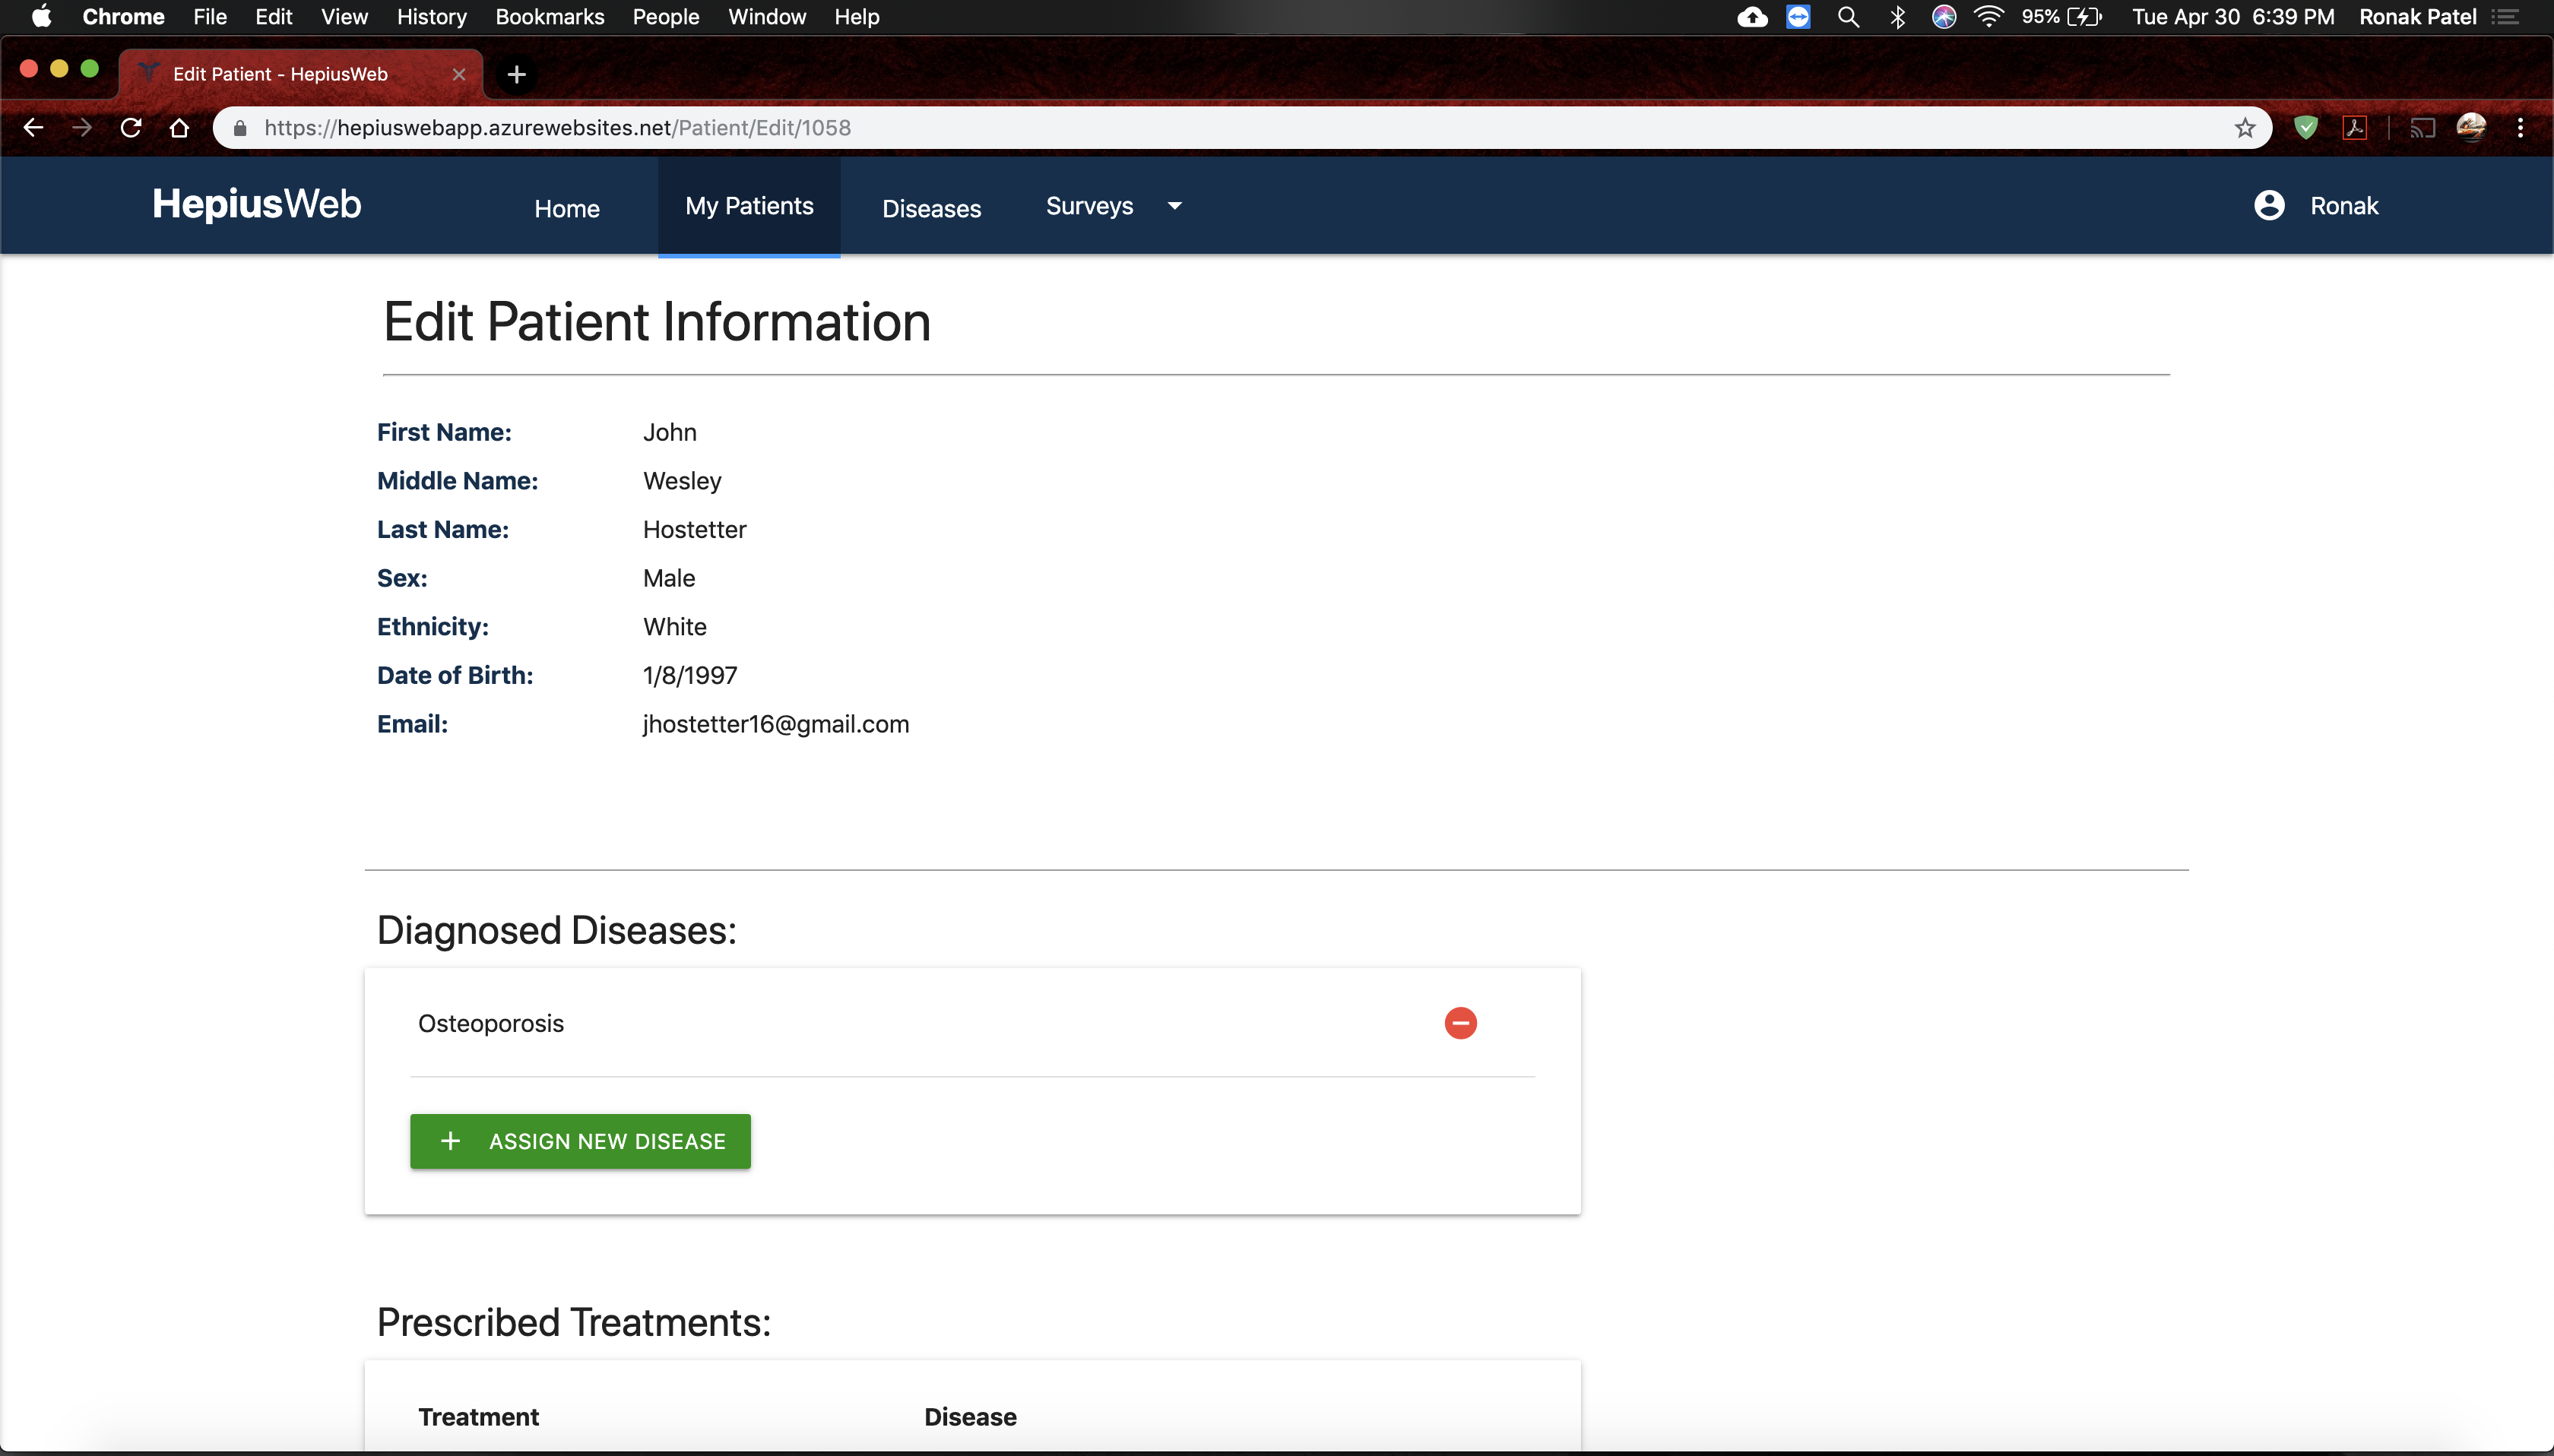 Chrome File Edit View History Bookmarks People Window Help 95% Tue Apr 30 6:39 PM Ronak Patel
Edit Patient - HepiusWeb
https://hepiuswebapp.azurewebsites.net/Patient/Edit/1058
HepiusWeb Home My Patients Diseases Surveys Ronak
Edit Patient Information
First Name: John
Middle Name: Wesley
Last Name: Hostetter
Sex: Male
Ethnicity: White
Date of Birth: 1/8/1997
Email: jhostetter16@gmail.com
Diagnosed Diseases:
Osteoporosis
ASSIGN NEW DISEASE
Prescribed Treatments:
Treatment Disease